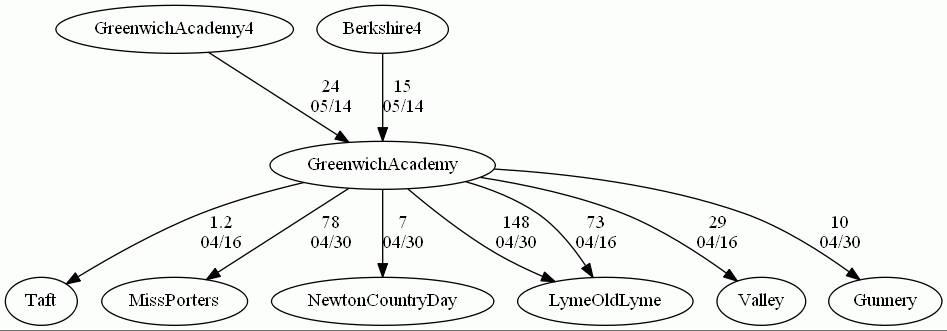 GreenwichAcademy4
Berkshire4
24
05/14
15
05/14
GreenwichAcademy
1.2
04/16
78
04/30
7
04/30
148
04/30
73
04/16
29
04/16
10
04/30
Taft
MissPorters
NewtonCountryDay
LymeOldLyme
Valley
Gunnery